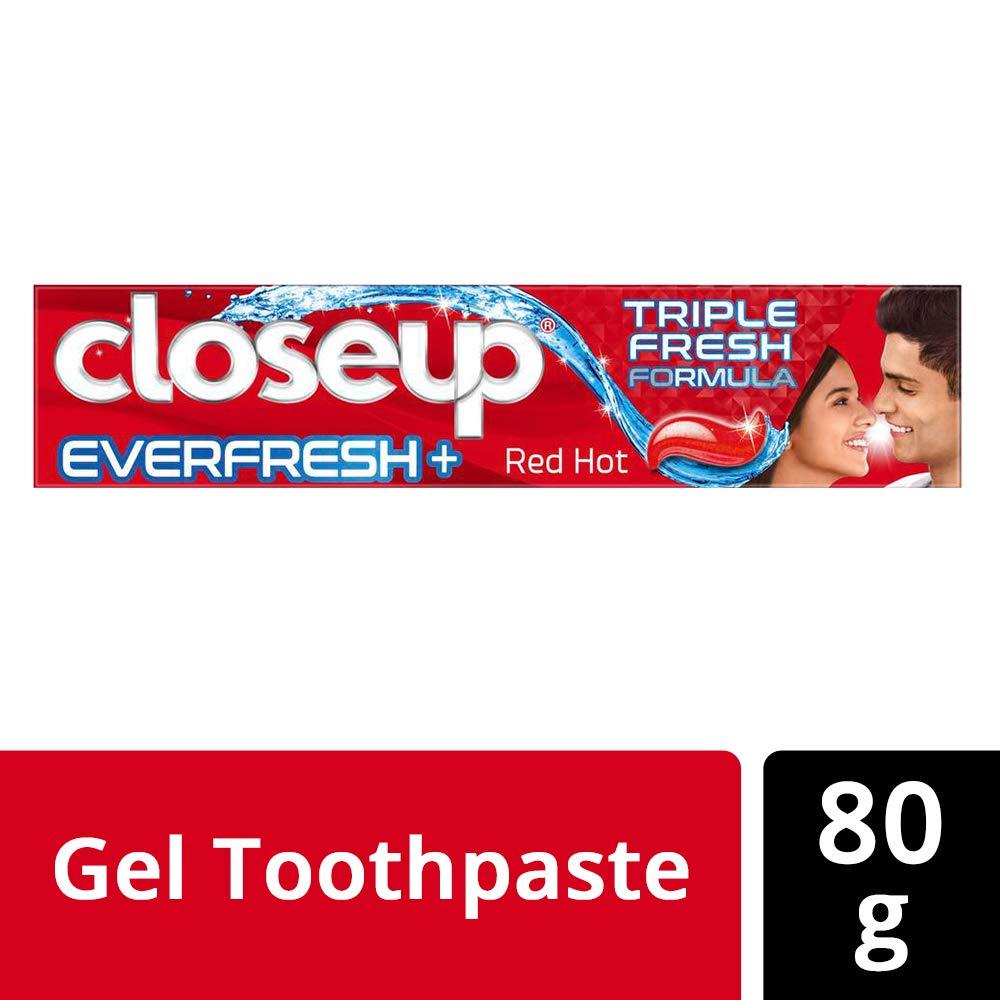 closeup®
EVERFRESH +
Red Hot
TRIPLE
FRESH
FORMULA
Gel Toothpaste
80
g